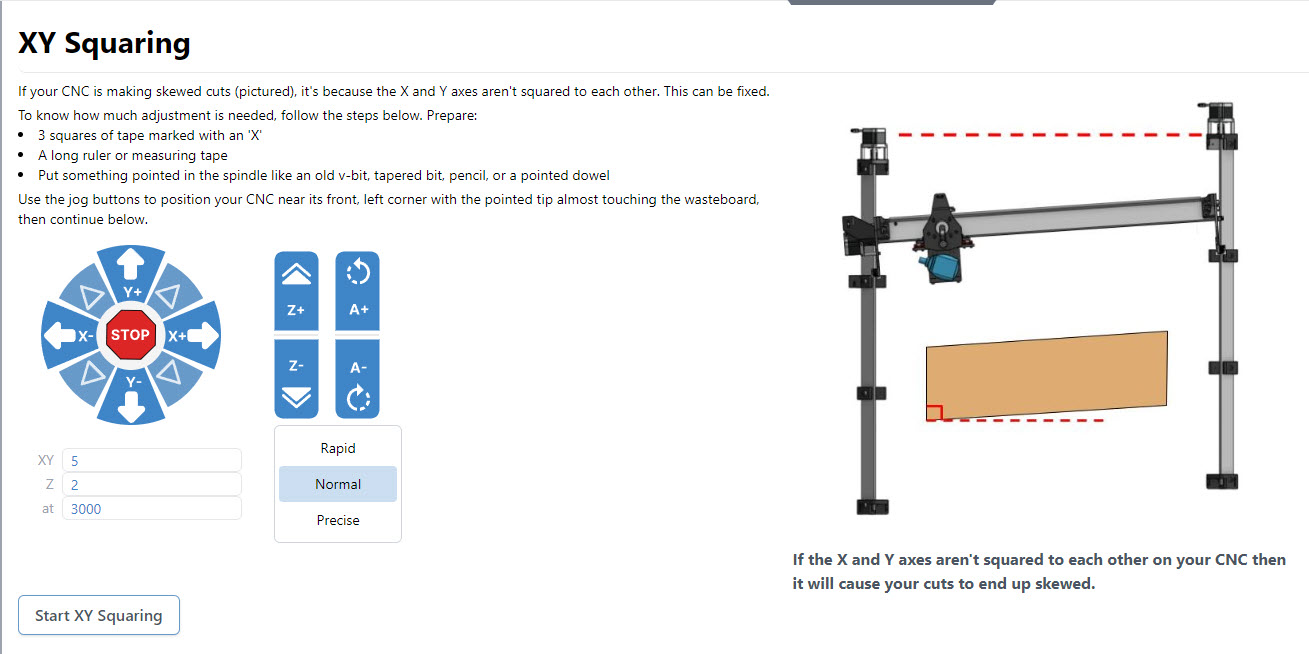 XY Squaring
If your CNC is making skewed cuts (pictured), it's because the X and Y axes aren't squared to each other. This can be fixed.
To know how much adjustment is needed, follow the steps below. Prepare:
• 3 squares of tape marked with an 'X'
• A long ruler or measuring tape
• Put something pointed in the spindle like an old v-bit, tapered bit, pencil, or a pointed dowel
Use the jog buttons to position your CNC near its front, left corner with the pointed tip almost touching the wasteboard,
then continue below.
Y+
X-
STOP
X+
Y-
Z+
A+
Z-
A-
XY 5
Z 2
at 3000
Rapid
Normal
Precise
Start XY Squaring
If the X and Y axes aren't squared to each other on your CNC then
it will cause your cuts to end up skewed.